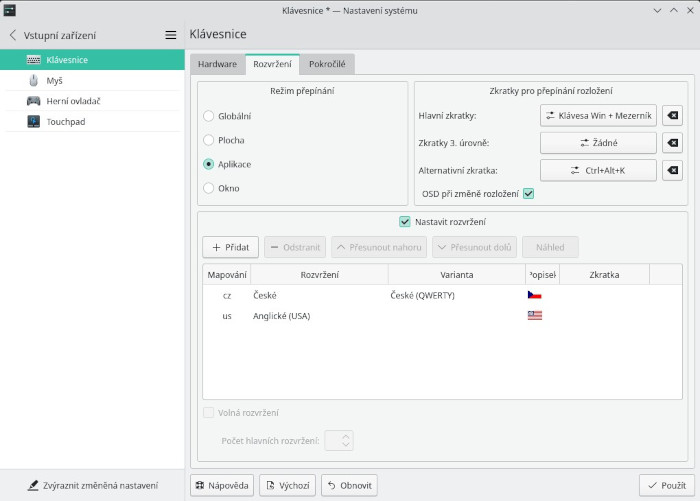 Klávesnice * — Nastavení systému
Vstupní zařízení
Klávesnice
Klávesnice
Myš
Herní ovladač
Touchpad
Hardware Rozvržení Pokročilé
Režim přepínání
Globální
Plocha
Aplikace
Okno
Zkratky pro přepínání rozložení
Hlavní zkratky: Klávesa Win + Mezerník
Zkratky 3. úrovně: Žádné
Alternativní zkratka: Ctrl+Alt+K
OSD při změně rozložení
Nastavit rozvržení
Přidat Odstranit Přesunout nahoru Přesunout dolů Náhled
Mapování Rozvržení Varianta Popisek Zkratka
cz České České (QWERTY)
us Anglické (USA)
Volná rozvržení
Počet hlavních rozvržení:
Zvýraznit změněná nastavení
Nápověda Výchozí Obnovit Použít